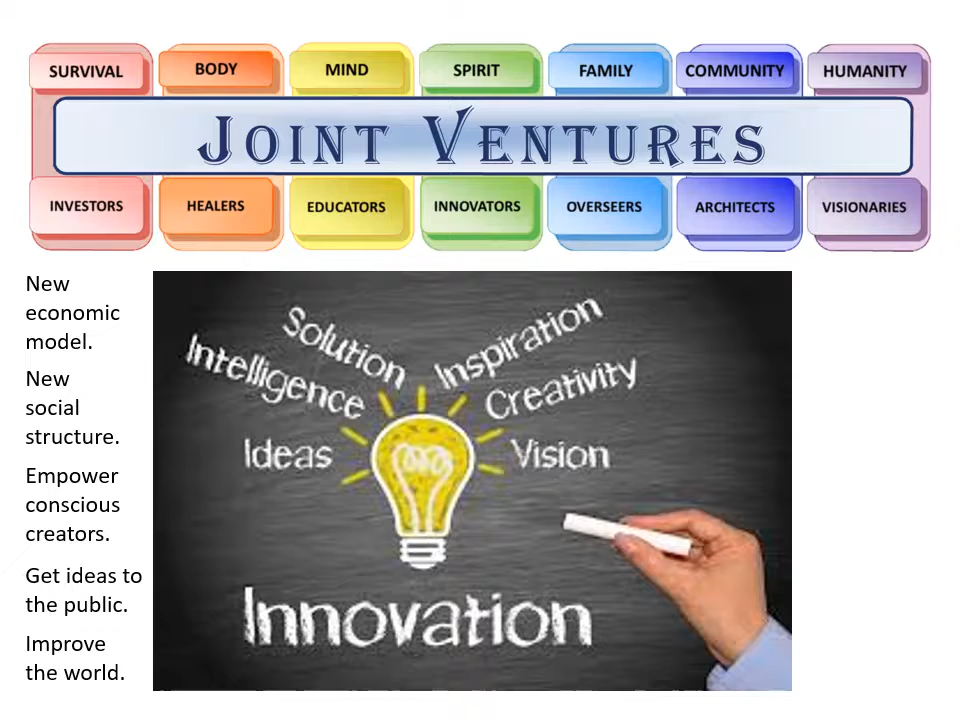 SURVIVAL BODY MIND SPIRIT FAMILY COMMUNITY HUMANITY
JOINT VENTURES
INVESTORS HEALERS EDUCATORS INNOVATORS OVERSEERS ARCHITECTS VISIONARIES
New
economic
model.
New
social
structure.
Empower
conscious
creators.
Get ideas to
the public.
Improve
the world.
Solution
Inspiration
Intelligence
Creativity
Ideas
Vision
Innovation